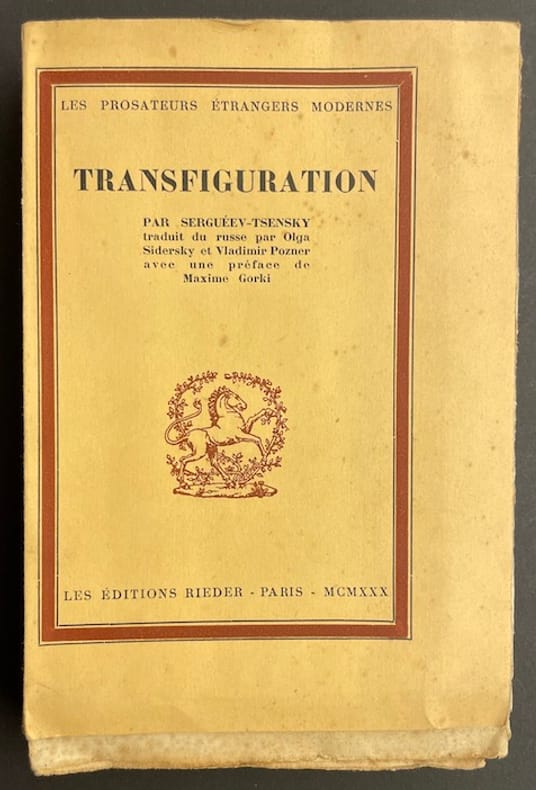 LES PROSATEURS ÉTRANGERS MODERNES
TRANSFIGURATION
PAR SERGUÉEV-TSENSKY
traduit du russe par Olga
Sidersky et Vladimir Pozner
avec une préface de
Maxime Gorki
LES ÉDITIONS RIEDER - PARIS - MCMXXX